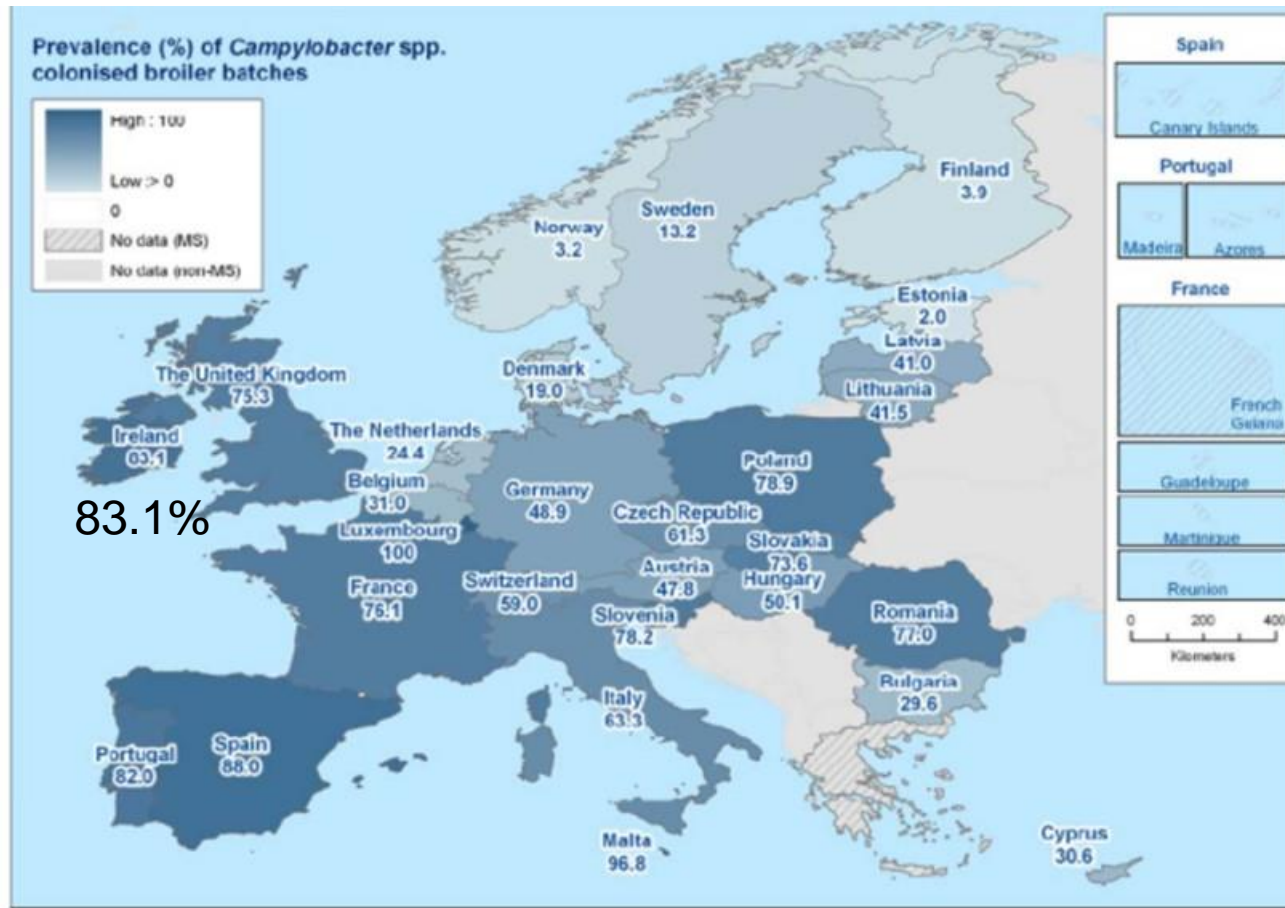 Prevalence (%) of Campylobacter spp.
colonised broiler batches
High : 100
Low :> 0
0
No data (MS)
No data (non-MS)
Norway
3.2
Sweden
13.2
Finland
3.9
Estonia
2.0
Latvia
41.0
Lithuania
41.5
Denmark
19.0
The United Kingdom
75.3
Ireland
83.1
83.1%
The Netherlands
24.4
Belgium
31.0
Luxembourg
100
Germany
48.9
Poland
78.9
Czech Republic
61.3
Slovakia
73.6
Austria
47.8
Hungary
50.1
Switzerland
59.0
France
76.1
Slovenia
78.2
Romania
77.0
Bulgaria
29.6
Italy
63.3
Portugal
82.0
Spain
88.0
Malta
96.8
Cyprus
30.6
Spain
Canary Islands
Portugal
Madeira
Azores
France
French
Guiana
Guadeloupe
Martinique
Reunion
0 200 400
Kilometers